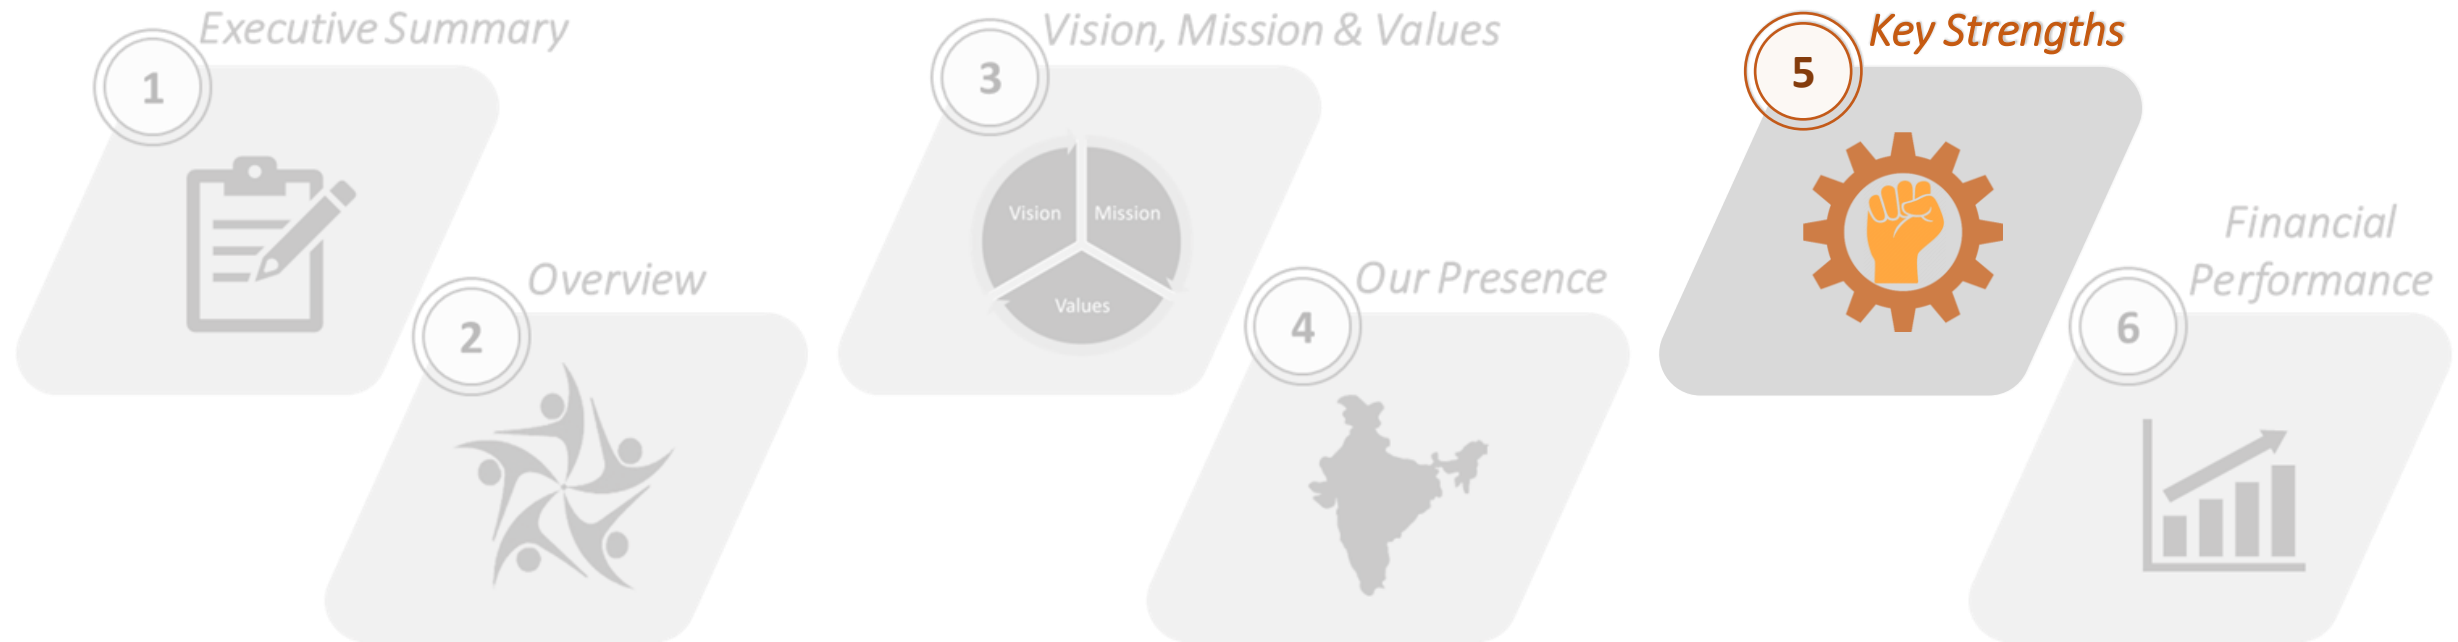 1
Executive Summary
2
Overview
3
Vision, Mission & Values
Vision
Mission
Values
4
Our Presence
5
Key Strengths
6
Financial
Performance